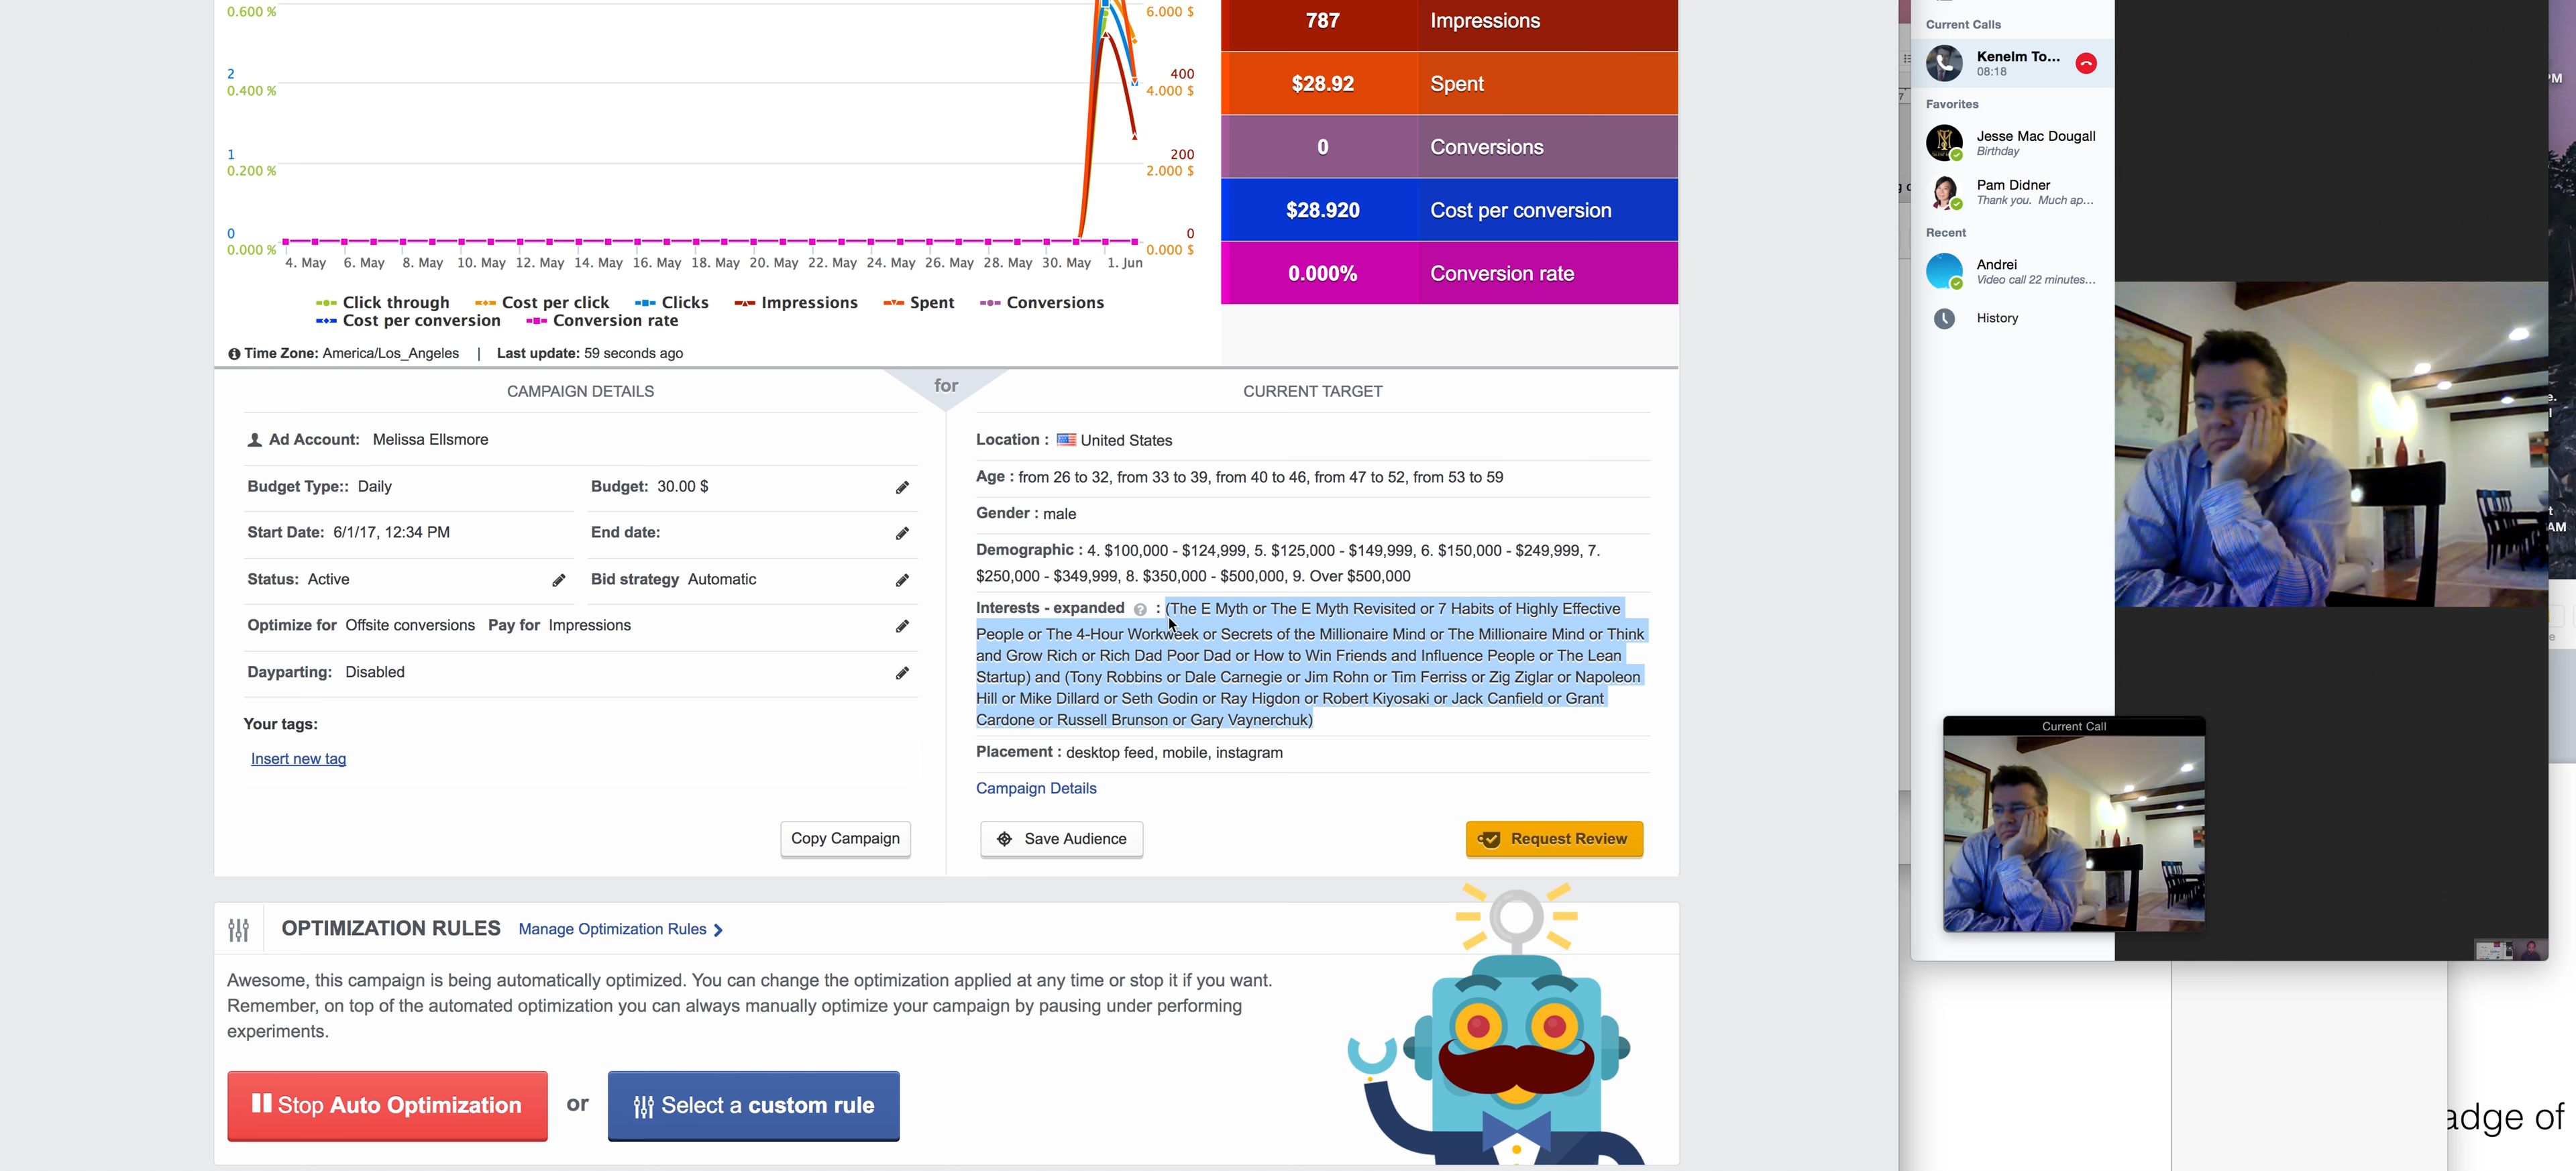 0.600 %
6.000 $
2
0.400 %
400
4.000 $
1
0.200 %
200
2.000 $
0
0.000 %
0
0.000 $
4. May 6. May 8. May 10. May 12. May 14. May 16. May 18. May 20. May 22. May 24. May 26. May 28. May 30. May 1. Jun
Click through Cost per click Clicks Impressions Spent Conversions
Cost per conversion Conversion rate
Time Zone: America/Los_Angeles | Last update: 59 seconds ago
787 Impressions
$28.92 Spent
0 Conversions
$28.920 Cost per conversion
0.000% Conversion rate
for
CAMPAIGN DETAILS
Ad Account: Melissa Ellsmore
Budget Type:: Daily Budget: 30.00 $
Start Date: 6/1/17, 12:34 PM End date:
Status: Active Bid strategy Automatic
Optimize for Offsite conversions Pay for Impressions
Dayparting: Disabled
Your tags:
Insert new tag
Copy Campaign
CURRENT TARGET
Location : United States
Age : from 26 to 32, from 33 to 39, from 40 to 46, from 47 to 52, from 53 to 59
Gender : male
Demographic : 4. $100,000 - $124,999, 5. $125,000 - $149,999, 6. $150,000 - $249,999, 7.
$250,000 - $349,999, 8. $350,000 - $500,000, 9. Over $500,000
Interests - expanded ? : (The E Myth or The E Myth Revisited or 7 Habits of Highly Effective
People or The 4-Hour Workweek or Secrets of the Millionaire Mind or The Millionaire Mind or Think
and Grow Rich or Rich Dad Poor Dad or How to Win Friends and Influence People or The Lean
Startup) and (Tony Robbins or Dale Carnegie or Jim Rohn or Tim Ferriss or Zig Ziglar or Napoleon
Hill or Mike Dillard or Seth Godin or Ray Higdon or Robert Kiyosaki or Jack Canfield or Grant
Cardone or Russell Brunson or Gary Vaynerchuk)
Placement : desktop feed, mobile, instagram
Campaign Details
Save Audience
Request Review
OPTIMIZATION RULES Manage Optimization Rules
Awesome, this campaign is being automatically optimized. You can change the optimization applied at any time or stop it if you want.
Remember, on top of the automated optimization you can always manually optimize your campaign by pausing under performing
experiments.
Stop Auto Optimization or Select a custom rule
Current Calls
Kenelm To...
08:18
Favorites
Jesse Mac Dougall
Birthday
Pam Didner
Thank you. Much ap...
Recent
Andrei
Video call 22 minutes...
History
Current Call
PM
AM
adge of